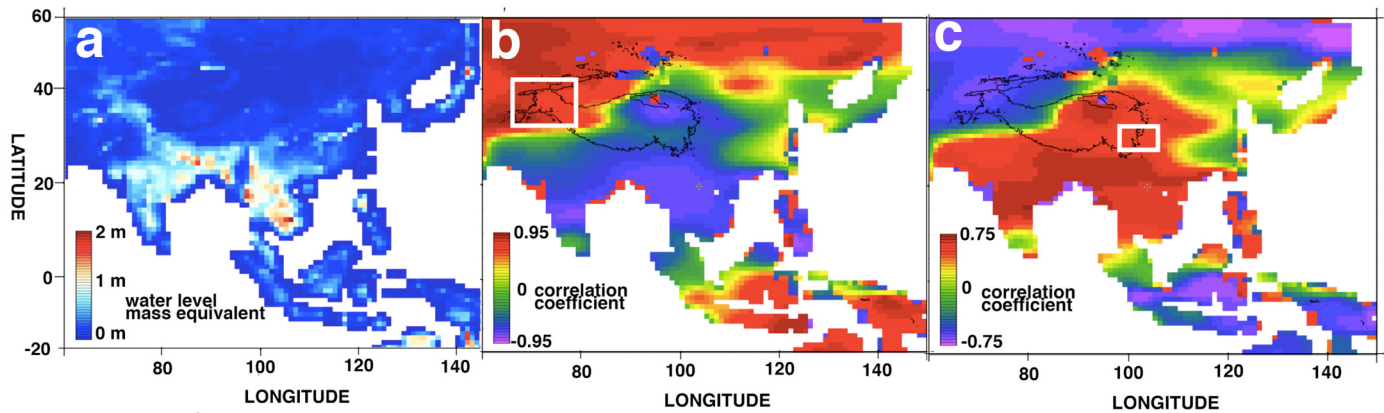 a
b
c
60
40
20
0
-20
LATITUDE
2 m
1 m
0 m
water level
mass equivalent
80
100
120
140
LONGITUDE
0.95
0
-0.95
correlation
coefficient
80
100
120
140
LONGITUDE
0.75
0
-0.75
correlation
coefficient
80
100
120
140
LONGITUDE